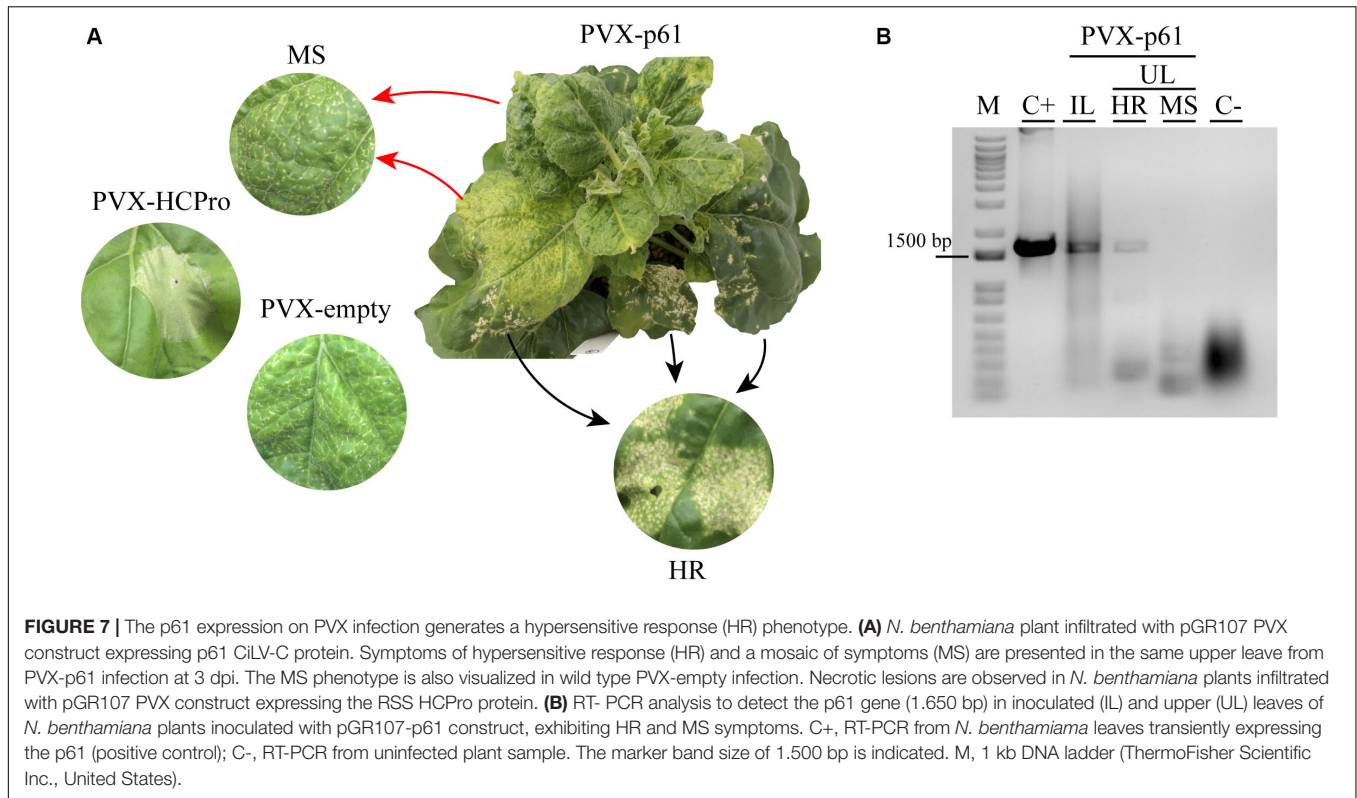 A
MS
PVX-p61
PVX-HCPro
PVX-empty
HR
B
PVX-p61
UL
M C+ IL HR MS C-
1500 bp
FIGURE 7 | The p61 expression on PVX infection generates a hypersensitive response (HR) phenotype. (A) N. benthamiana plant infiltrated with pGR107 PVX
construct expressing p61 CiLV-C protein. Symptoms of hypersensitive response (HR) and a mosaic of symptoms (MS) are presented in the same upper leave from
PVX-p61 infection at 3 dpi. The MS phenotype is also visualized in wild type PVX-empty infection. Necrotic lesions are observed in N. benthamiana plants infiltrated
with pGR107 PVX construct expressing the RSS HCPro protein. (B) RT- PCR analysis to detect the p61 gene (1.650 bp) in inoculated (IL) and upper (UL) leaves of
N. benthamiana plants inoculated with pGR107-p61 construct, exhibiting HR and MS symptoms. C+, RT-PCR from N. benthamiama leaves transiently expressing
the p61 (positive control); C-, RT-PCR from uninfected plant sample. The marker band size of 1.500 bp is indicated. M, 1 kb DNA ladder (ThermoFisher Scientific
Inc., United States).